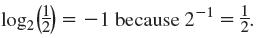 log₂(½) = −1 because 2⁻¹ = ½.